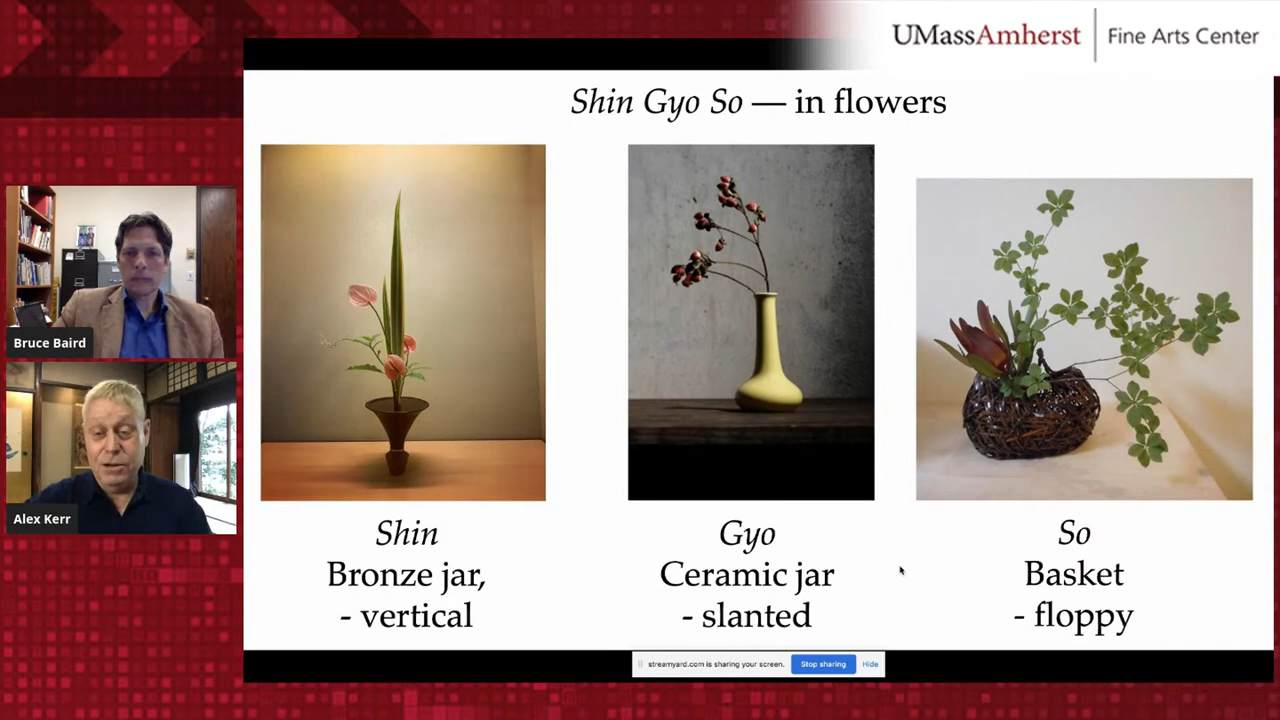 UMassAmherst | Fine Arts Center
Shin Gyo So — in flowers
Bruce Baird
Alex Kerr
Shin
Bronze jar,
- vertical
Gyo
Ceramic jar
- slanted
So
Basket
- floppy
streamyard.com is sharing your screen. Stop sharing Hide